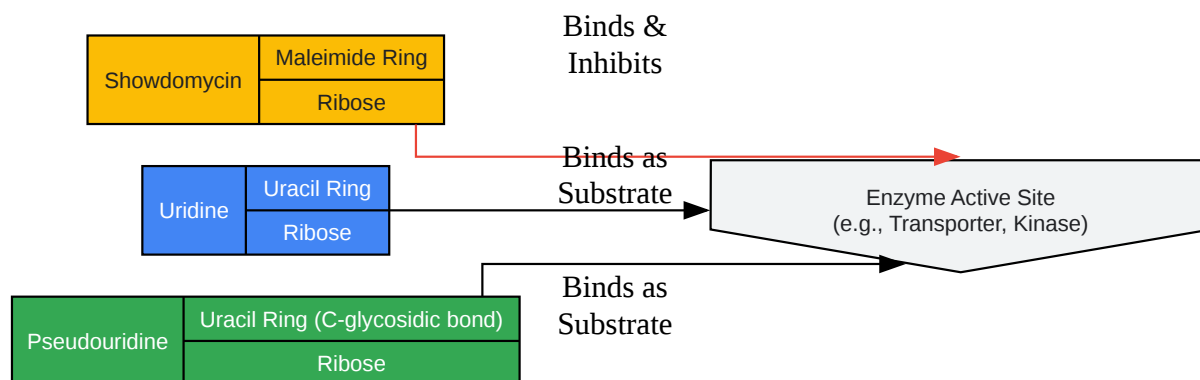 Binds &
Inhibits
Showdomycin
Maleimide Ring
Ribose
Binds as
Substrate
Uridine
Uracil Ring
Ribose
Enzyme Active Site
(e.g., Transporter, Kinase)
Binds as
Substrate
Pseudouridine
Uracil Ring (C-glycosidic bond)
Ribose